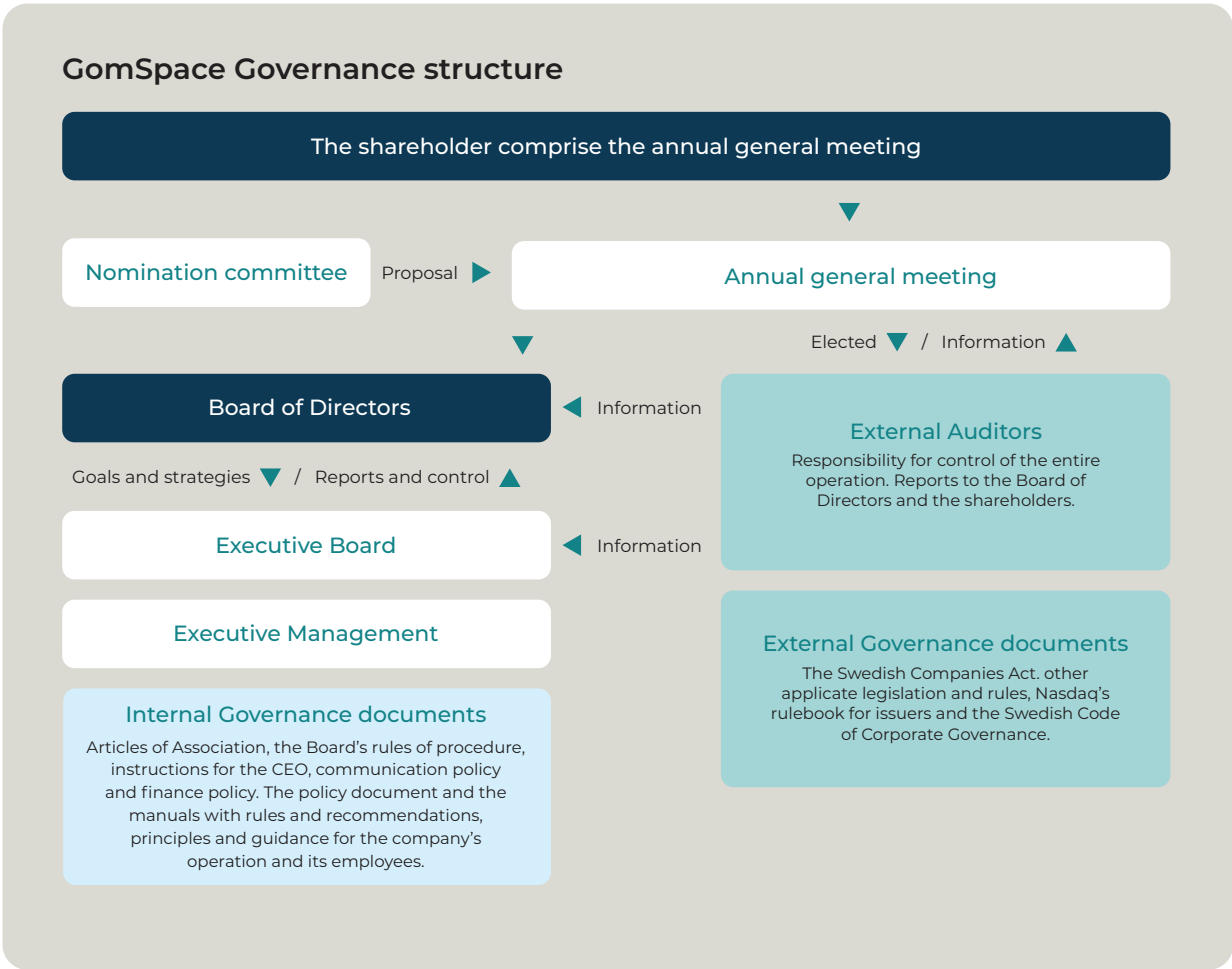 GomSpace Governance structure
The shareholder comprise the annual general meeting
Nomination committee
Proposal
Annual general meeting
Elected / Information
Board of Directors
Information
Goals and strategies / Reports and control
External Auditors
Responsibility for control of the entire
operation. Reports to the Board of
Directors and the shareholders.
Executive Board
Information
Executive Management
External Governance documents
The Swedish Companies Act. other
applicate legislation and rules, Nasdaq’s
rulebook for issuers and the Swedish Code
of Corporate Governance.
Internal Governance documents
Articles of Association, the Board’s rules of procedure,
instructions for the CEO, communication policy
and finance policy. The policy document and the
manuals with rules and recommendations,
principles and guidance for the company’s
operation and its employees.